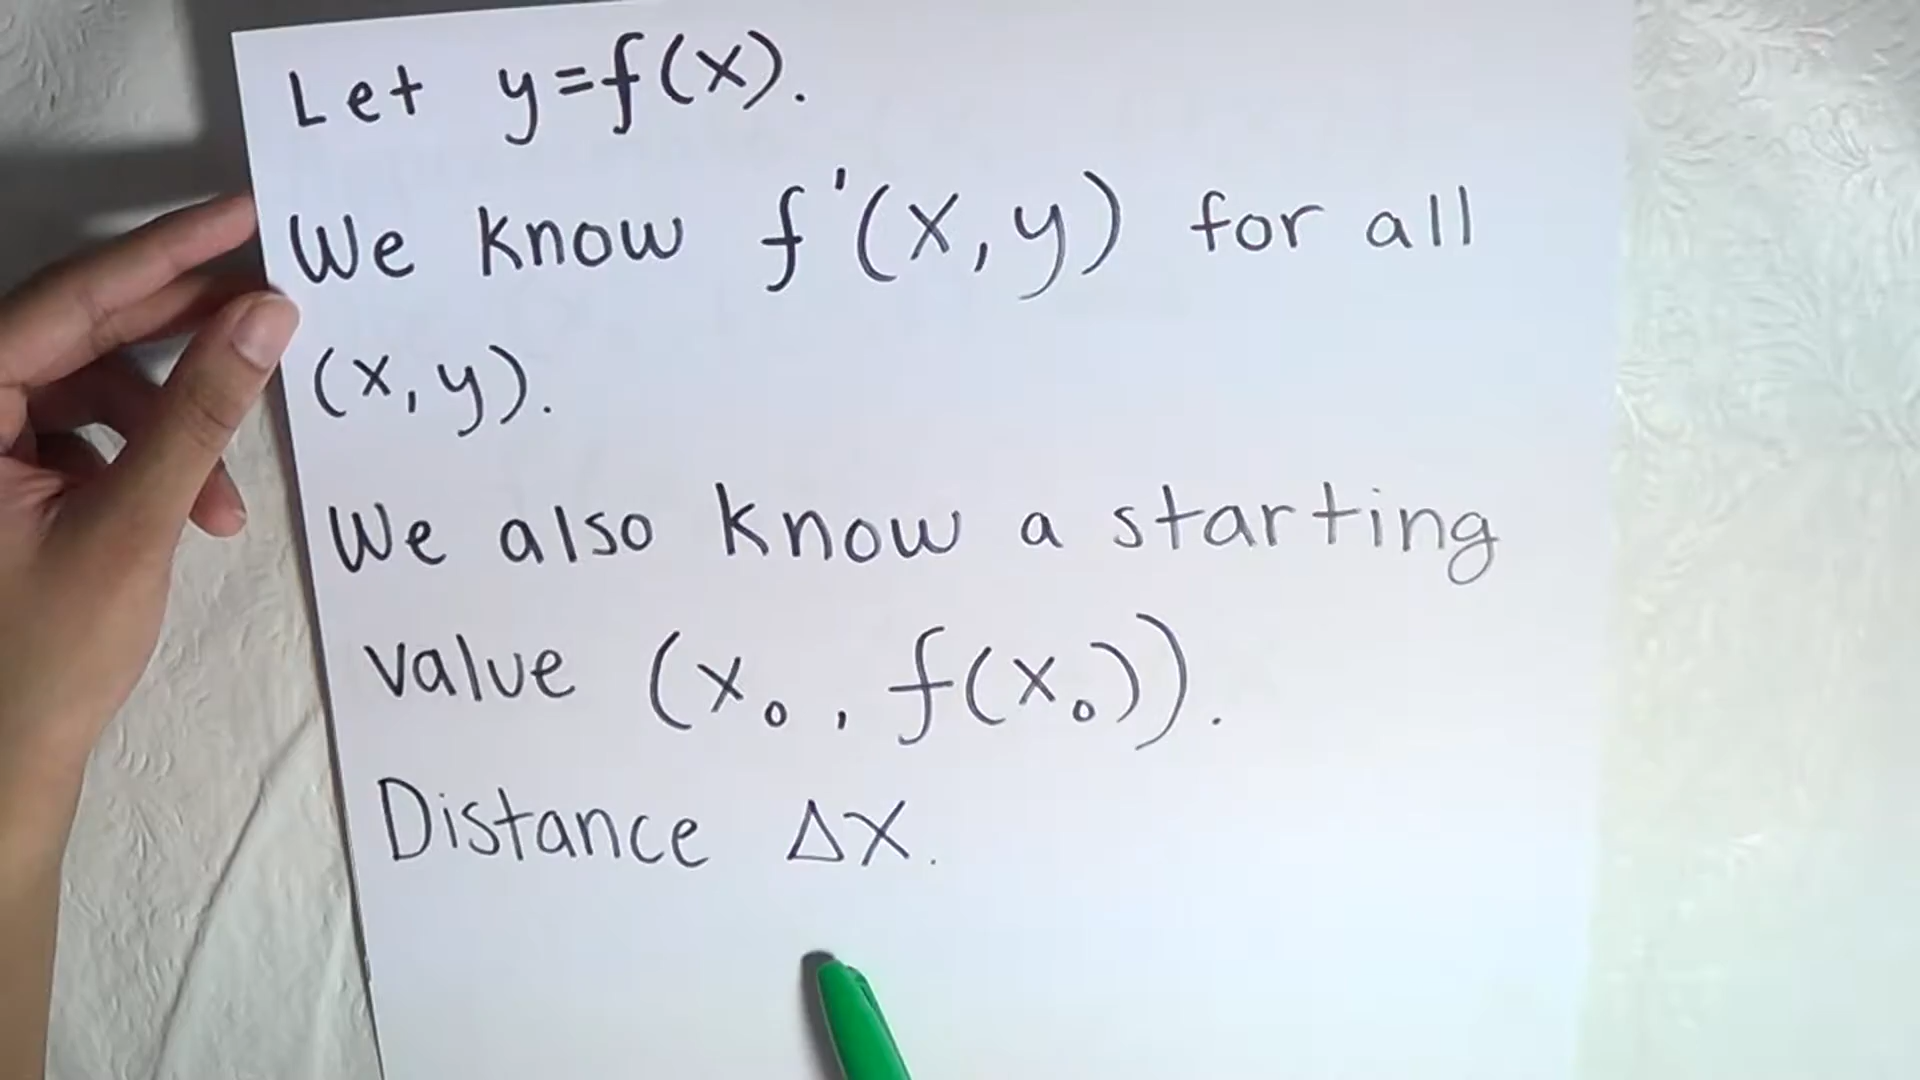 Let y=f(x).
We know f'(x,y) for all
(x,y).
We also know a starting
value (x₀, f(x₀)).
Distance Δx.